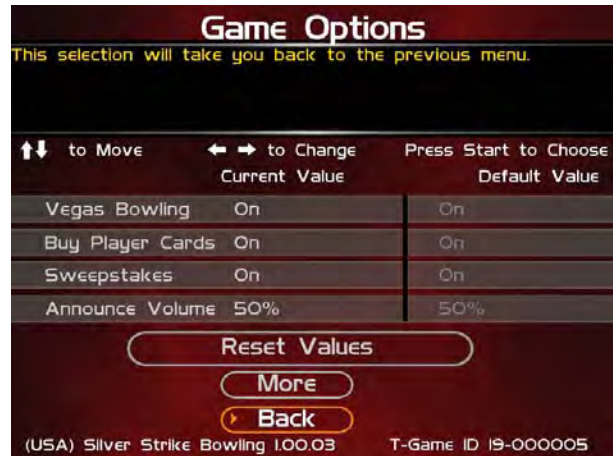 Game Options
This selection will take you back to the previous menu.
↑↓ to Move ← → to Change Press Start to Choose
Current Value Default Value
Vegas Bowling On On
Buy Player Cards On On
Sweepstakes On On
Announce Volume 50% 50%
Reset Values
More
Back
(USA) Silver Strike Bowling 1.00.03 T-Game ID 19-000005